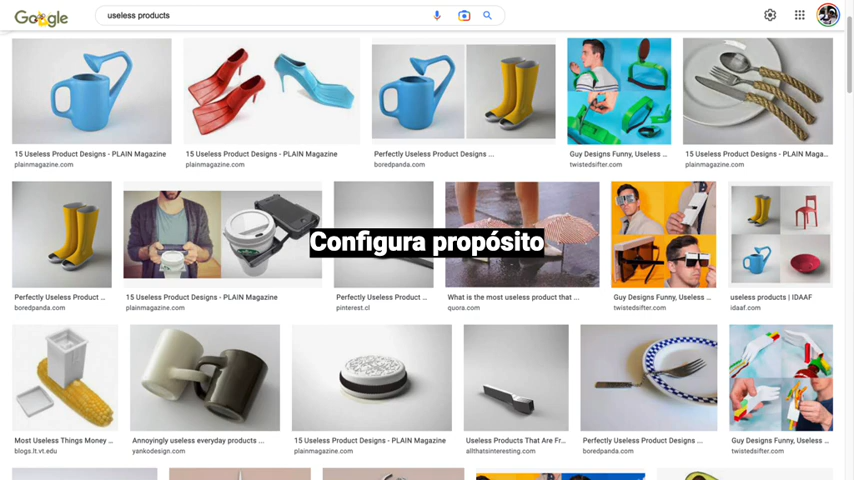 Google
useless products
15 Useless Product Designs - PLAIN Magazine
plainmagazine.com
15 Useless Product Designs - PLAIN Magazine
plainmagazine.com
Perfectly Useless Product Designs ...
boredpanda.com
Guy Designs Funny, Useless ...
twistedsifter.com
15 Useless Product Designs - PLAIN Maga...
plainmagazine.com
Configura propósito
Perfectly Useless Product ...
boredpanda.com
15 Useless Product Designs - PLAIN Magazine
plainmagazine.com
Perfectly Useless Product ...
pinterest.cl
What is the most useless product that ...
quora.com
Guy Designs Funny, Useless ...
twistedsifter.com
useless products | IDAAF
idaaf.com
Most Useless Things Money ...
blogs.lt.vt.edu
Annoyingly useless everyday products ...
yankodesign.com
15 Useless Product Designs - PLAIN Magazine
plainmagazine.com
Useless Products That Are Fr...
allthatsinteresting.com
Perfectly Useless Product Designs ...
boredpanda.com
Guy Designs Funny, Useless ...
twistedsifter.com